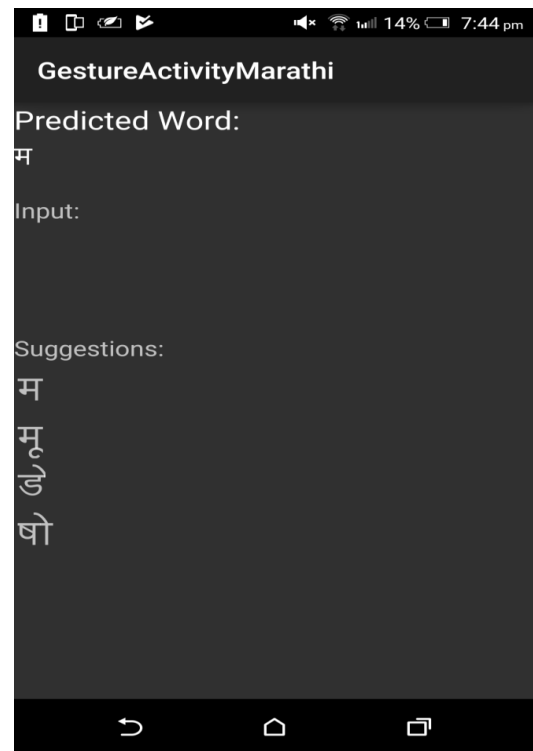 14% 7:44 pm
GestureActivityMarathi
Predicted Word:
म
Input:
Suggestions:
म
मू
डे
षो